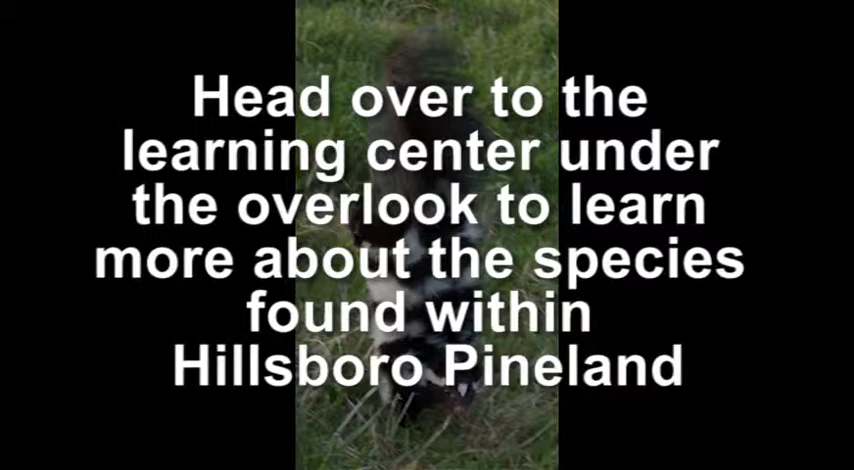 Head over to the
learning center under
the overlook to learn
more about the species
found within
Hillsboro Pineland